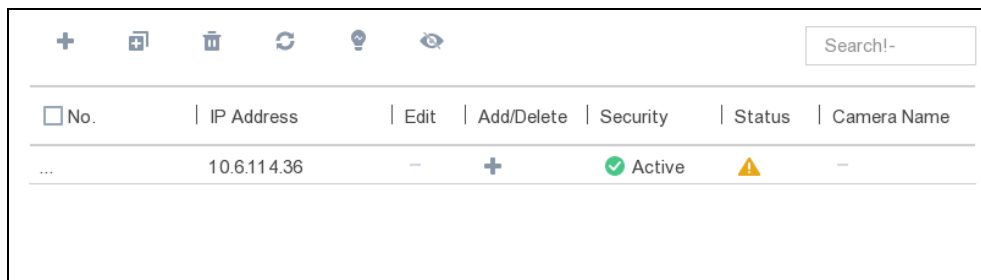 Search!-
No. IP Address Edit Add/Delete Security Status Camera Name
... 10.6.114.36 – Active –